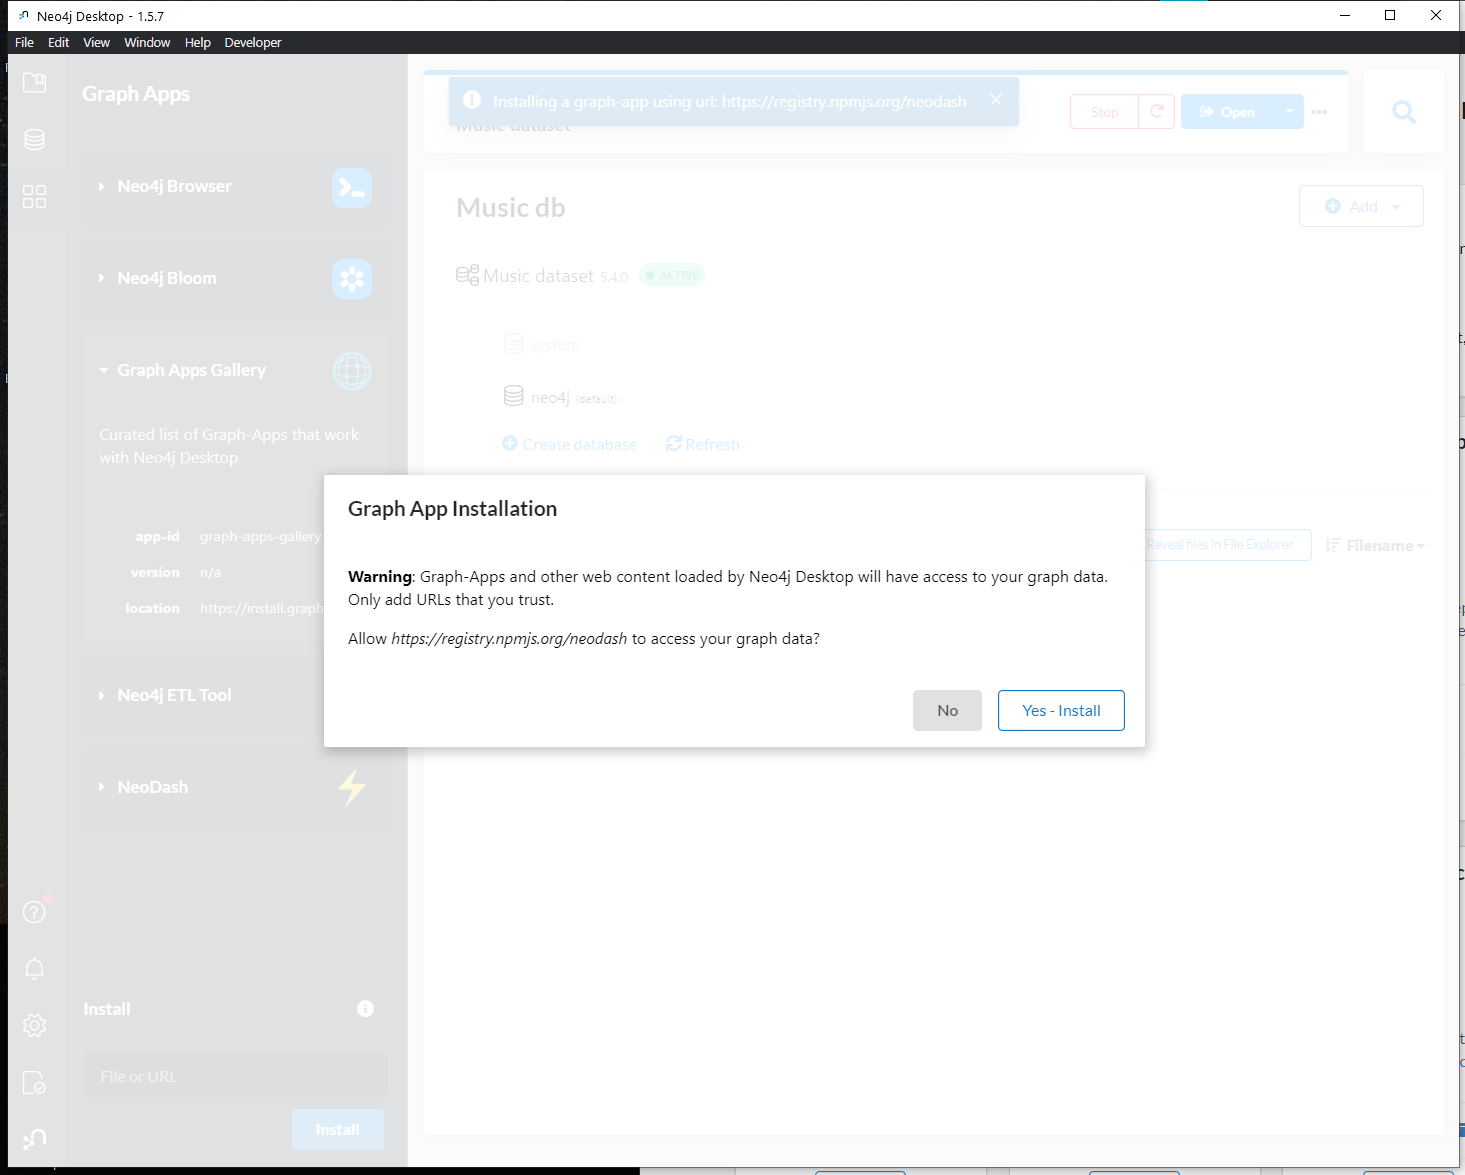 Neo4j Desktop - 1.5.7
File Edit View Window Help Developer
Graph Apps
Neo4j Browser
Neo4j Bloom
Graph Apps Gallery
Curated list of Graph-Apps that work
with Neo4j Desktop
app-id graph-apps-gallery
version n/a
location https://install.graph
Neo4j ETL Tool
NeoDash
Install
File or URL
Install
Installing a graph-app using url: https://registry.npmjs.org/neodash
Music dataset
Stop
Open
Music db
Add
Music dataset 5.4.0 ACTIVE
system
neo4j (default)
Create database Refresh
Reveal files in File Explorer
Filename
Graph App Installation
Warning: Graph-Apps and other web content loaded by Neo4j Desktop will have access to your graph data.
Only add URLs that you trust.
Allow https://registry.npmjs.org/neodash to access your graph data?
No
Yes - Install